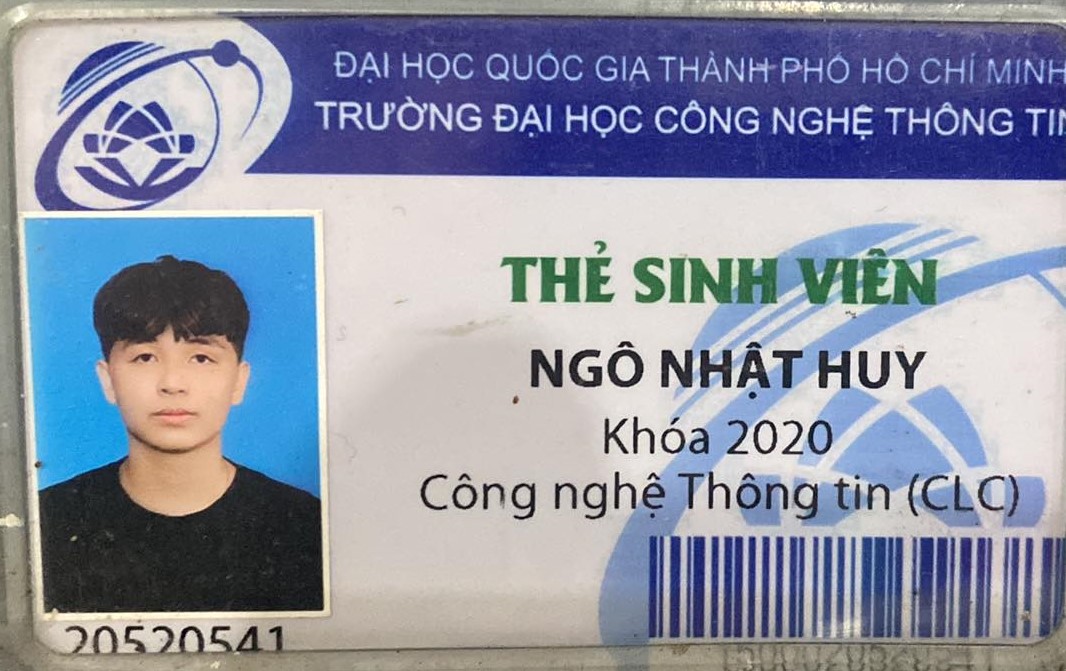 ĐẠI HỌC QUỐC GIA THÀNH PHỐ HỒ CHÍ MINH
TRƯỜNG ĐẠI HỌC CÔNG NGHỆ THÔNG TIN
THẺ SINH VIÊN
NGÔ NHẬT HUY
Khóa 2020
Công nghệ Thông tin (CLC)
20520541